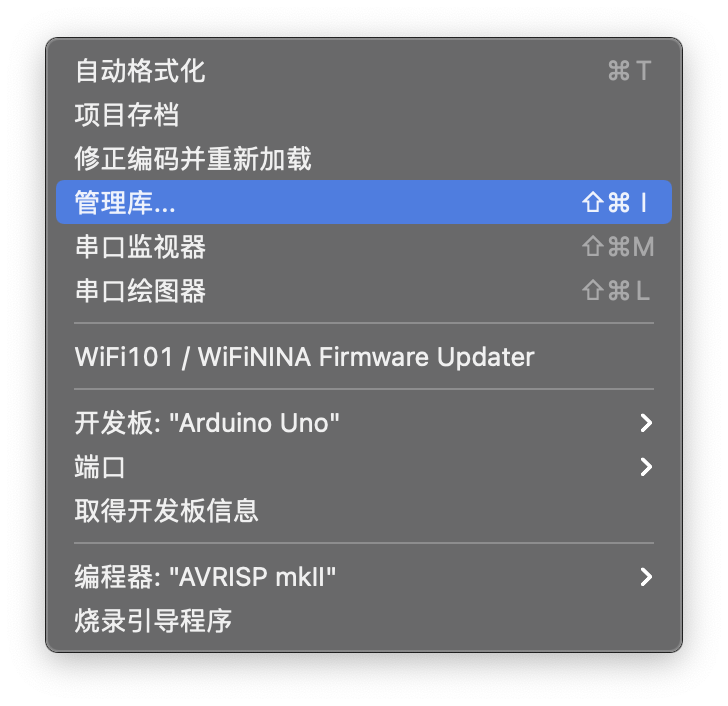 自动格式化 ⌘T
项目存档
修正编码并重新加载
管理库... ⇧⌘I
串口监视器 ⇧⌘M
串口绘图器 ⇧⌘L
WiFi101 / WiFiNINA Firmware Updater
开发板: "Arduino Uno"
端口
取得开发板信息
编程器: "AVRISP mkII"
烧录引导程序